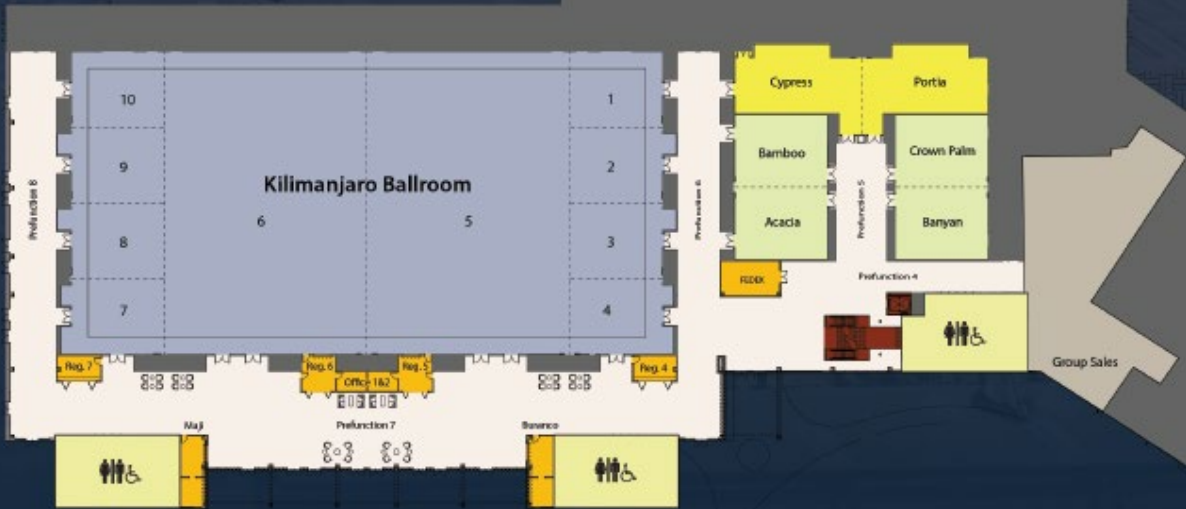 Cypress
Portia
10
1
Bamboo
Crown Palm
9
2
Kilimanjaro Ballroom
6
5
Prefunction 8
Prefunction 6
Prefunction 5
8
3
Acacia
Banyan
FEDEX
Prefunction 4
7
4
Group Sales
Reg. 7
Reg. 6
Reg. 5
Reg. 4
Office 1&2
Maji
Prefunction 7